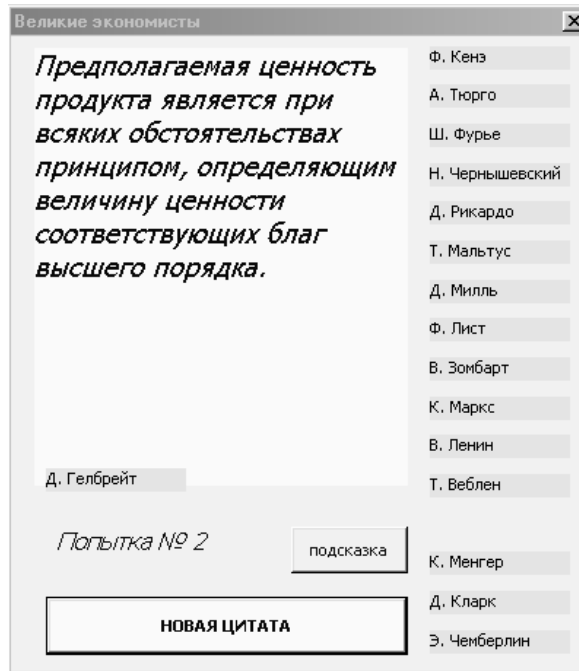 Великие экономисты
Предполагаемая ценность
продукта является при
всяких обстоятельствах
принципом, определяющим
величину ценности
соответствующих благ
высшего порядка.
Д. Гелбрейт
Попытка № 2
подсказка
НОВАЯ ЦИТАТА
Ф. Кенэ
А. Тюрго
Ш. Фурье
Н. Чернышевский
Д. Рикардо
Т. Мальтус
Д. Милль
Ф. Лист
В. Зомбарт
К. Маркс
В. Ленин
Т. Веблен
К. Менгер
Д. Кларк
Э. Чемберлин